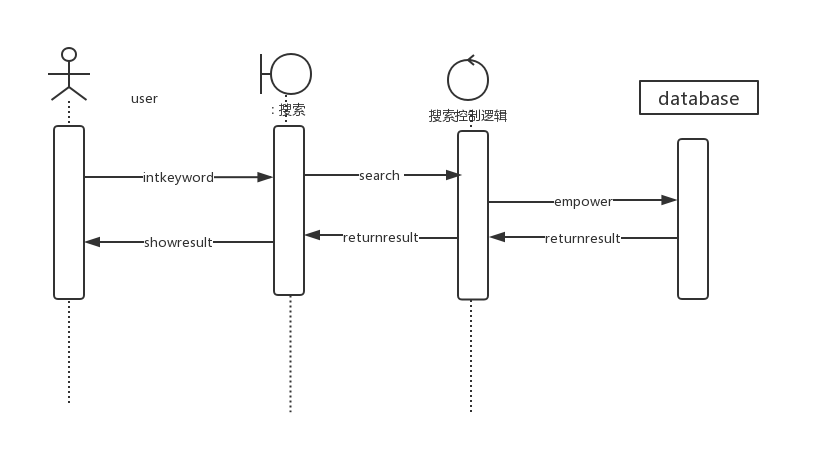 user
: 搜索
搜索控制逻辑
database
intkeyword
search
empower
showresult
returnresult
returnresult